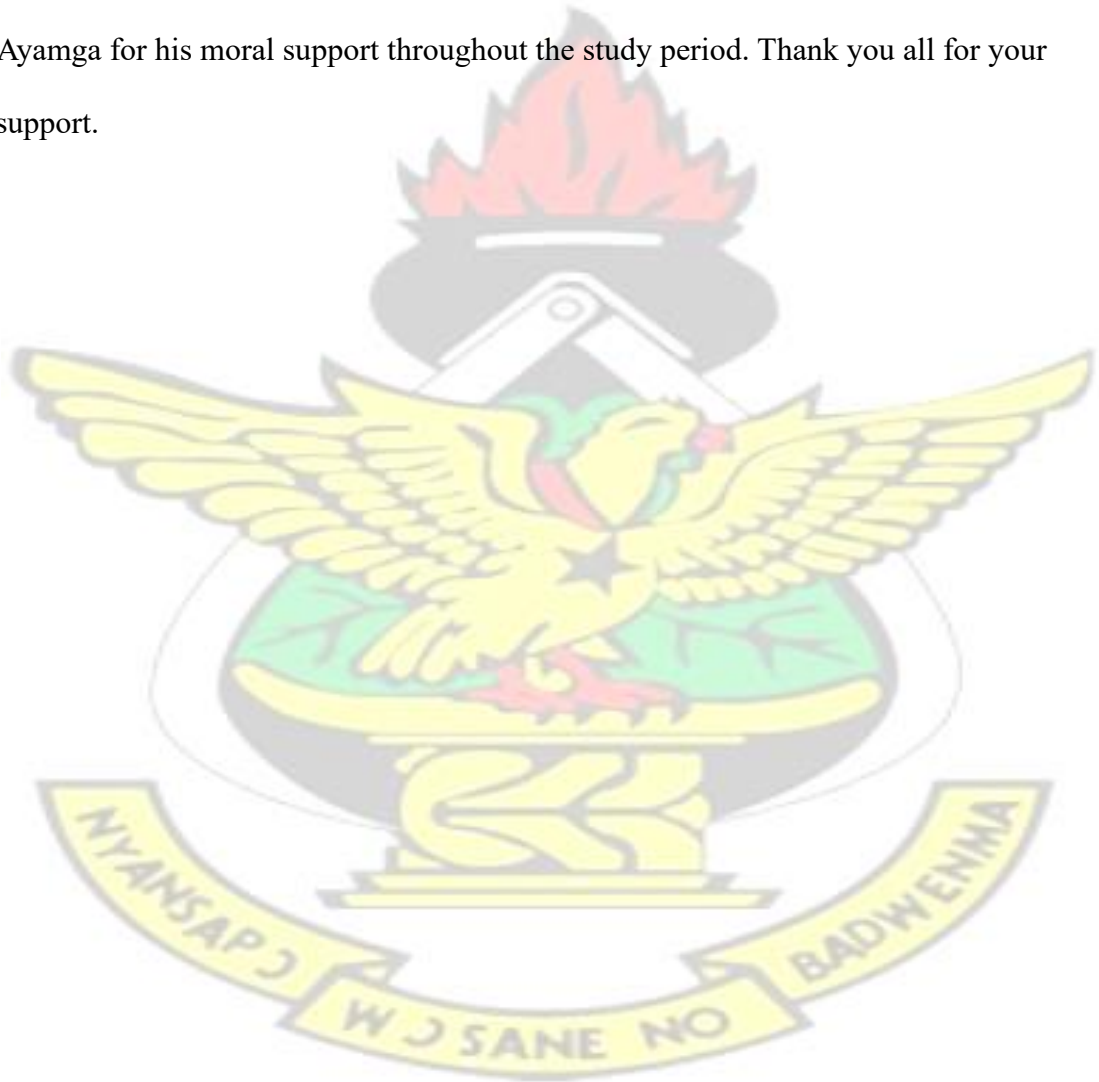 Ayamga for his moral support throughout the study period. Thank you all for your
support.
NYANSAPƆ
WƆSANE NO
BADWENMA